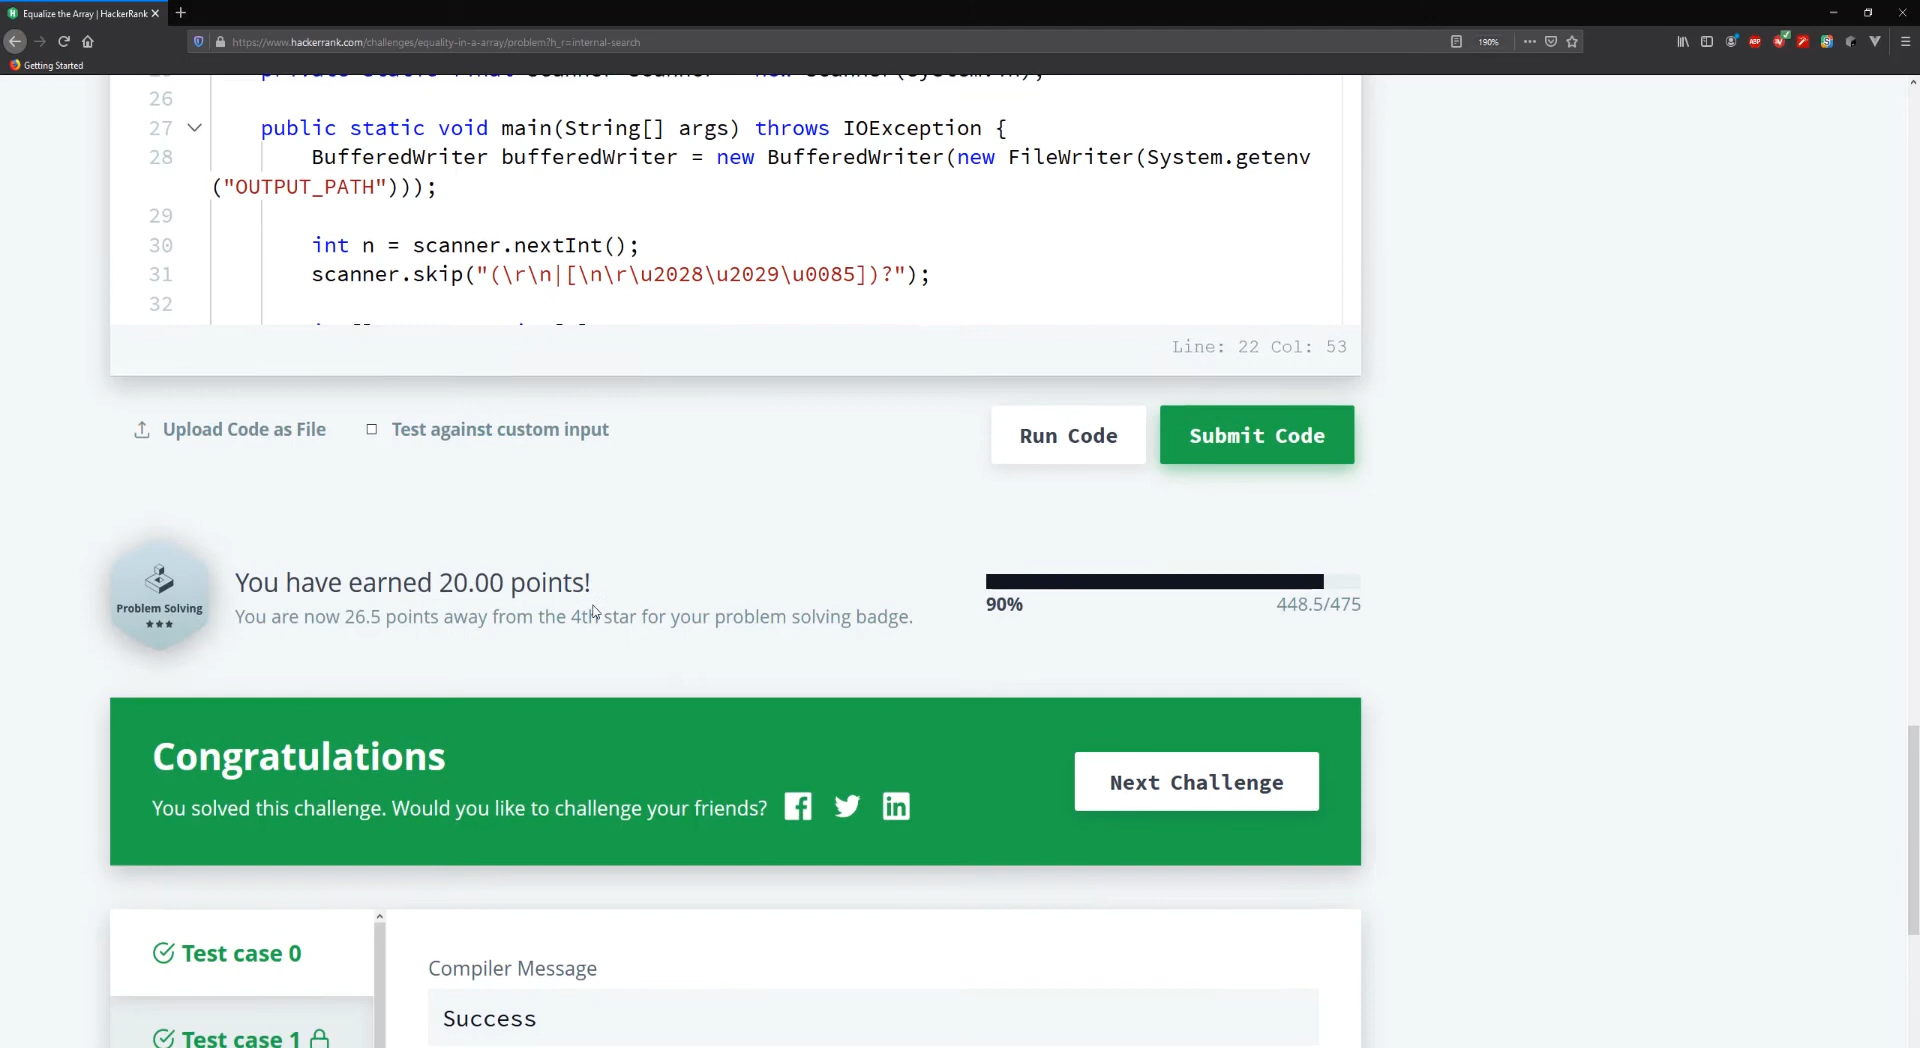 Equalize the Array | HackerRank
https://www.hackerrank.com/challenges/equality-in-a-array/problem?h_r=internal-search
190%
Getting Started
26
27 public static void main(String[] args) throws IOException {
28 BufferedWriter bufferedWriter = new BufferedWriter(new FileWriter(System.getenv
("OUTPUT_PATH")));
29
30 int n = scanner.nextInt();
31 scanner.skip("(\r\n|[\n\r\u2028\u2029\u0085])?");
32
Line: 22 Col: 53
Upload Code as File
Test against custom input
Run Code
Submit Code
Problem Solving
You have earned 20.00 points!
You are now 26.5 points away from the 4th star for your problem solving badge.
90%
448.5/475
Congratulations
You solved this challenge. Would you like to challenge your friends?
Next Challenge
Test case 0
Test case 1
Compiler Message
Success